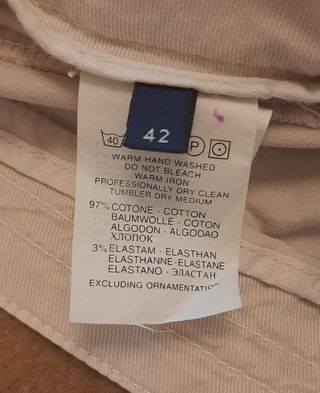 42
40
P
WARM HAND WASHED
DO NOT BLEACH
WARM IRON
PROFESSIONALLY DRY CLEAN
TUMBLER DRY MEDIUM
97% COTONE - COTTON
BAUMWOLLE - COTON
ALGODON - ALGODAO
ХЛОПОК
3% ELASTAM - ELASTHAN
ELASTHANNE-ELASTANE
ELASTANO - ЭЛАСТАН
EXCLUDING ORNAMENTATION